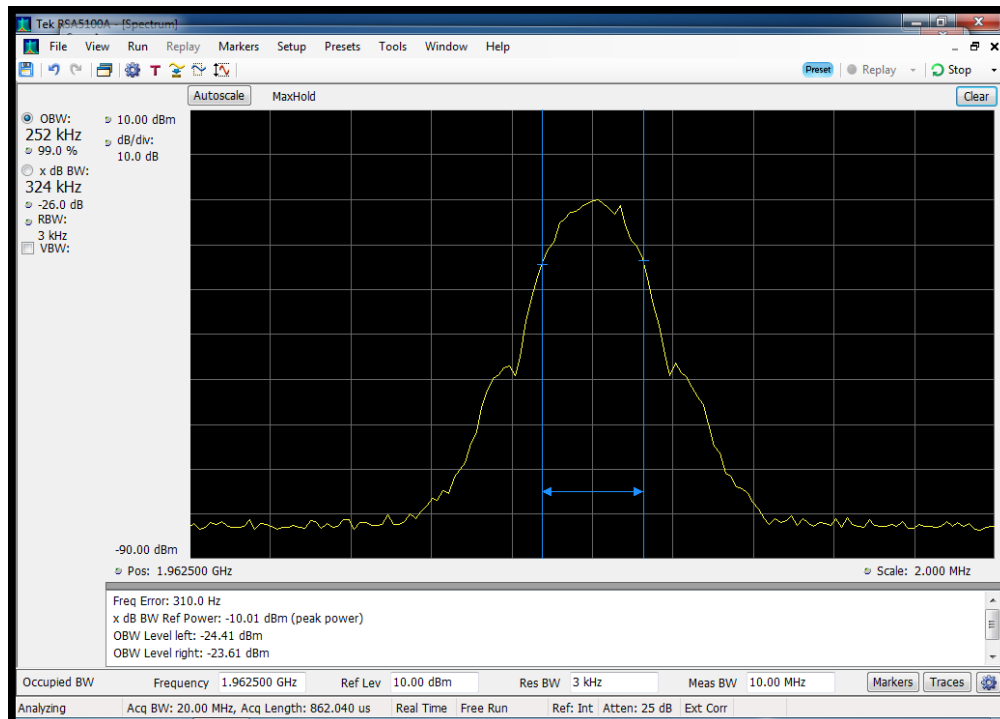 Tek RSA5100A - [Spectrum]
File View Run Replay Markers Setup Presets Tools Window Help
T Preset Replay Stop
Autoscale MaxHold Clear
OBW:
252 kHz
99.0 %
x dB BW:
324 kHz
-26.0 dB
RBW:
3 kHz
VBW:
10.00 dBm
dB/div:
10.0 dB
-90.00 dBm
Pos: 1.962500 GHz Scale: 2.000 MHz
Freq Error: 310.0 Hz
x dB BW Ref Power: -10.01 dBm (peak power)
OBW Level left: -24.41 dBm
OBW Level right: -23.61 dBm
Occupied BW Frequency 1.962500 GHz Ref Lev 10.00 dBm Res BW 3 kHz Meas BW 10.00 MHz Markers Traces
Analyzing Acq BW: 20.00 MHz, Acq Length: 862.040 us Real Time Free Run Ref: Int Atten: 25 dB Ext Corr